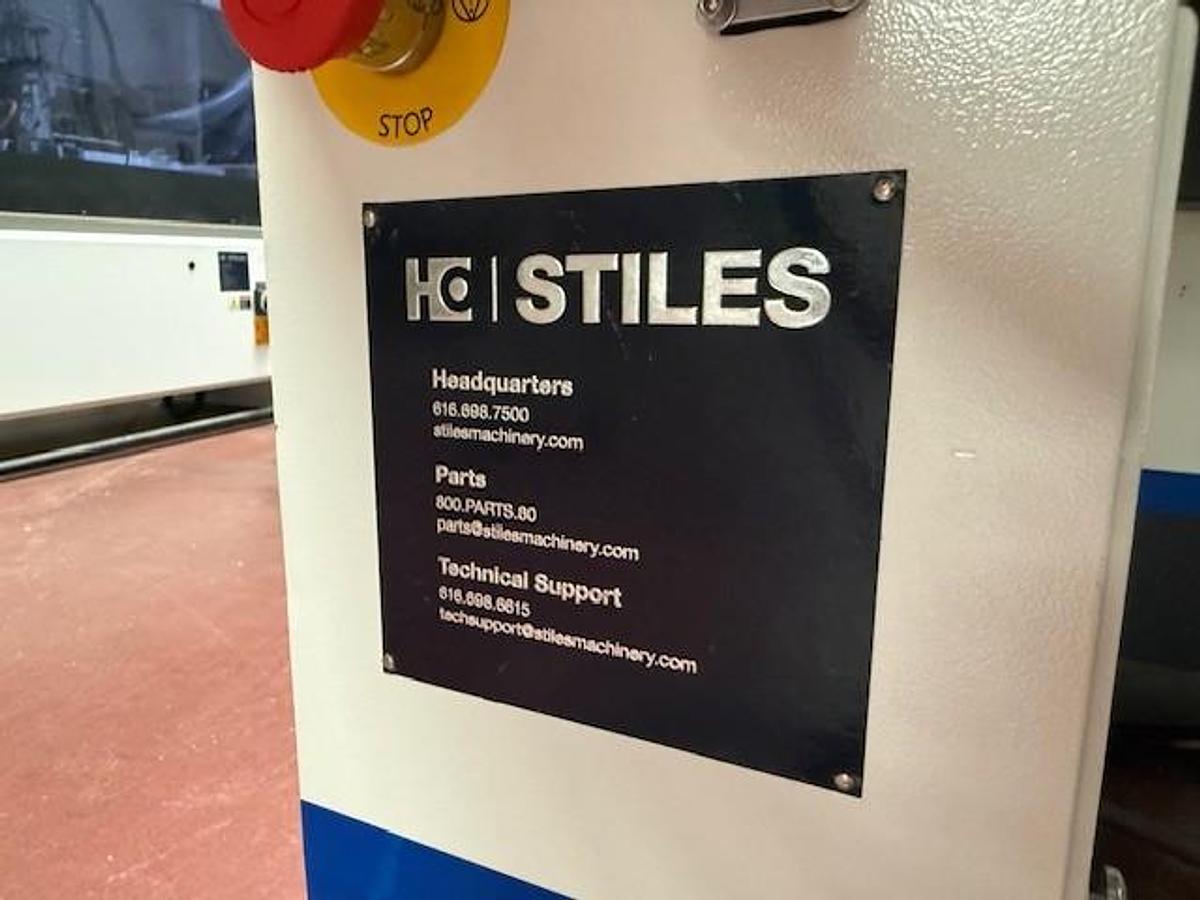 STOP
HC | STILES
Headquarters
616.698.7500
stilesmachinery.com
Parts
800.PARTS.80
parts@stilesmachinery.com
Technical Support
616.698.6615
techsupport@stilesmachinery.com